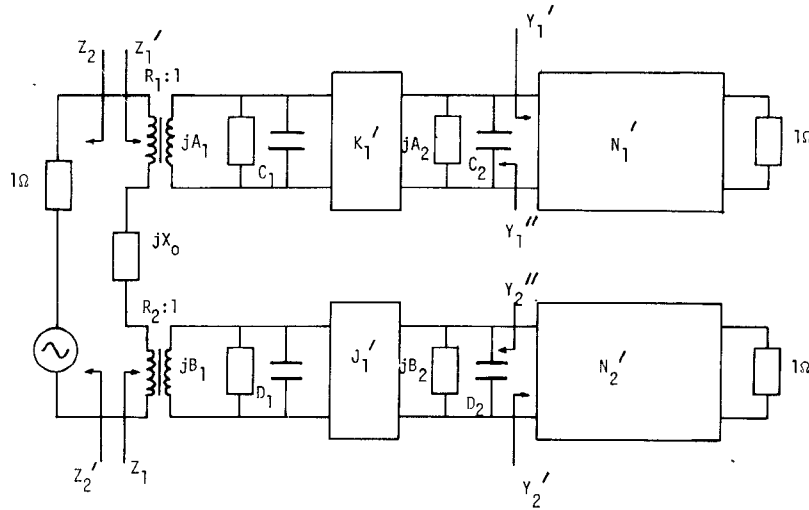 Y₁′
Z₂ Z₁′
R₁:1
jA₁ C₁ K₁′ jA₂ C₂ N₁′ 1Ω
1Ω
Y₁″
jX₀
Y₂″
R₂:1
jB₁ D₁ J₁′ jB₂ D₂ N₂′ 1Ω
Z₂′ Z₁
Y₂′